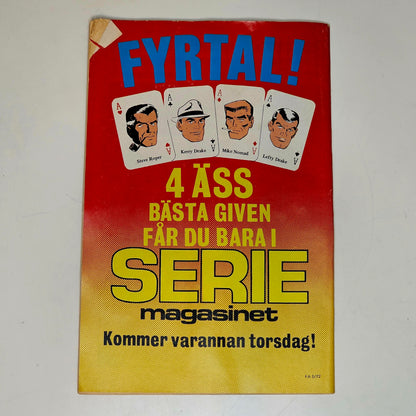 FYRTAL!
A A A A
Steve Roper Kerry Drake Mike Nomad Lefty Drake
4 ÄSS
BÄSTA GIVEN
FÅR DU BARA I
SERIE
magasinet
Kommer varannan torsdag!